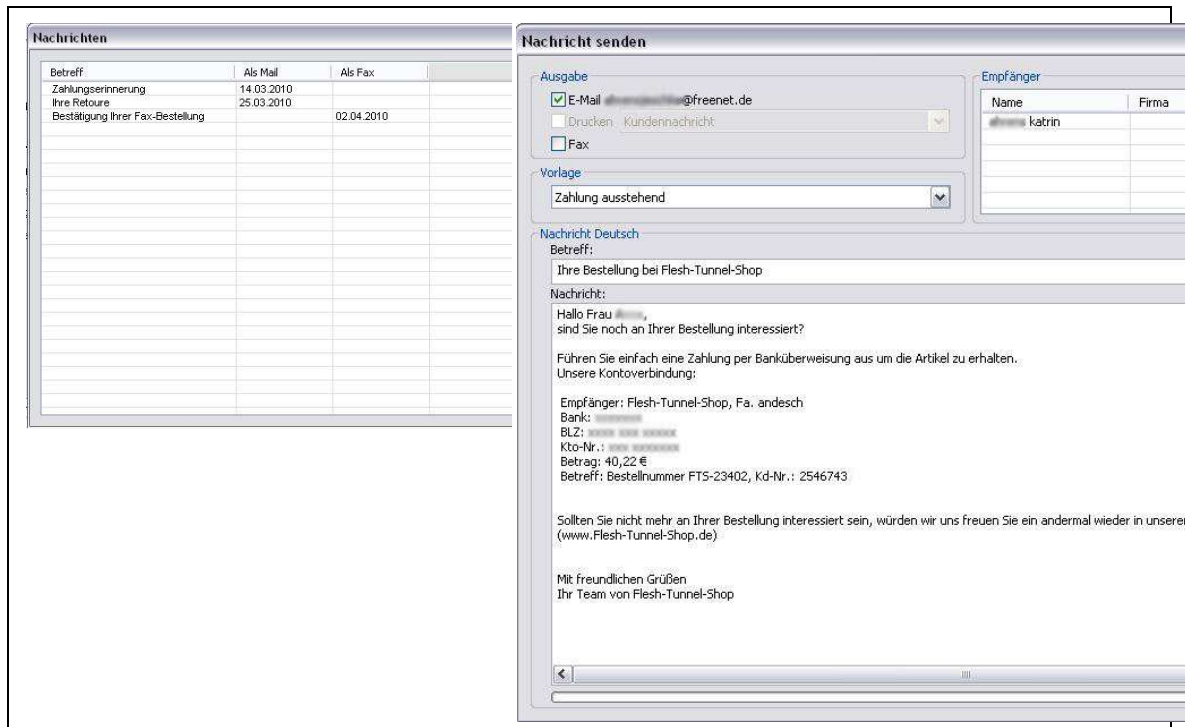 Nachrichten
Betreff Als Mail Als Fax
Zahlungserinnerung 14.03.2010
Ihre Retoure 25.03.2010
Bestätigung Ihrer Fax-Bestellung 02.04.2010
Nachricht senden
Ausgabe
E-Mail @freenet.de
Drucken Kundennachricht
Fax
Empfänger
Name Firma
katrin
Vorlage
Zahlung ausstehend
Nachricht Deutsch
Betreff:
Ihre Bestellung bei Flesh-Tunnel-Shop
Nachricht:
Hallo Frau ,
sind Sie noch an Ihrer Bestellung interessiert?
Führen Sie einfach eine Zahlung per Banküberweisung aus um die Artikel zu erhalten.
Unsere Kontoverbindung:
Empfänger: Flesh-Tunnel-Shop, Fa. andesch
Bank:
BLZ:
Kto-Nr.:
Betrag: 40,22 €
Betreff: Bestellnummer FTS-23402, Kd-Nr.: 2546743
Sollten Sie nicht mehr an Ihrer Bestellung interessiert sein, würden wir uns freuen Sie ein andermal wieder in unserer
(www.Flesh-Tunnel-Shop.de)
Mit freundlichen Grüßen
Ihr Team von Flesh-Tunnel-Shop